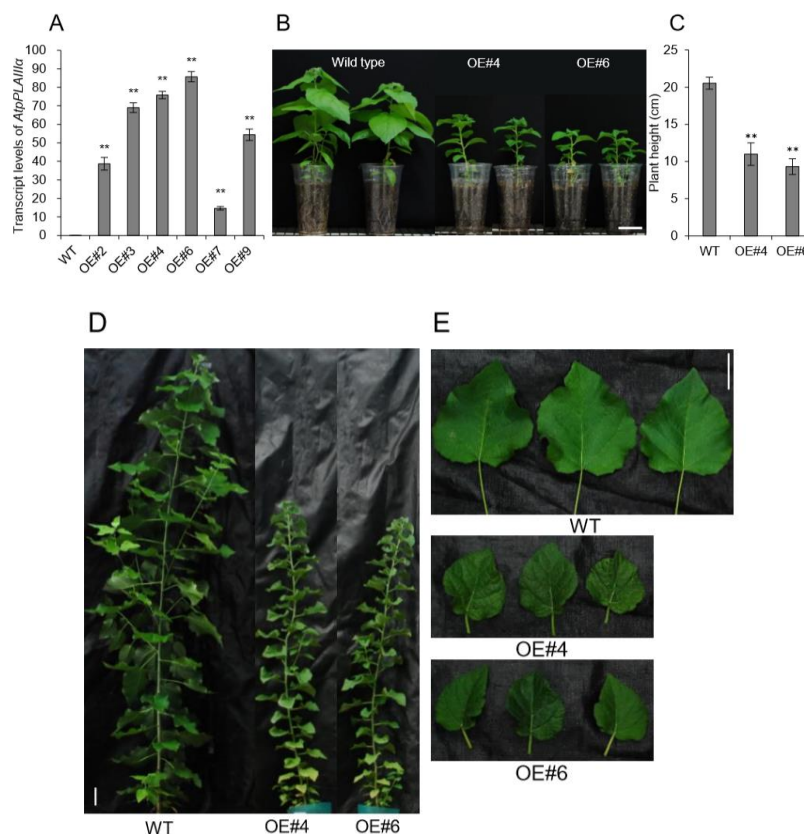 A
Transcript levels of AtpPLAIIIα
100
90
80
70
60
50
40
30
20
10
0
**
**
**
**
**
**
WT
OE#2
OE#3
OE#4
OE#6
OE#7
OE#9
B
Wild type
OE#4
OE#6
C
Plant height (cm)
25
20
15
10
5
0
**
**
WT
OE#4
OE#6
D
WT
OE#4
OE#6
E
WT
OE#4
OE#6